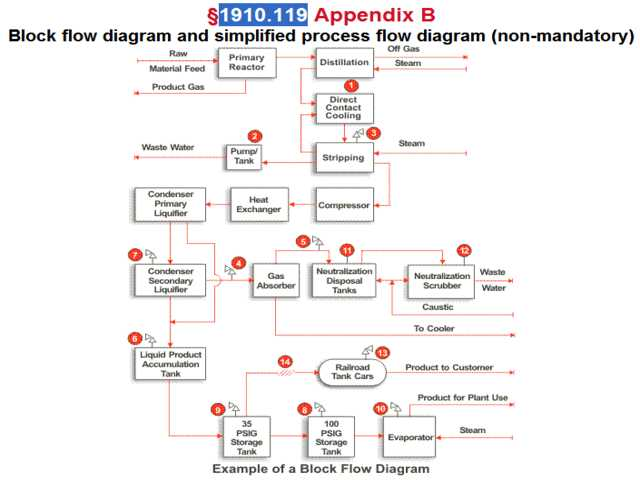 §1910.119 Appendix B
Block flow diagram and simplified process flow diagram (non-mandatory)
Raw
Material Feed
Primary
Reactor
Distillation
Off Gas
Steam
Product Gas
1
Direct
Contact
Cooling
2
3
Waste Water
Pump/
Tank
Stripping
Steam
Condenser
Primary
Liquifier
Heat
Exchanger
Compressor
5
11
12
7
4
Condenser
Secondary
Liquifier
Gas
Absorber
Neutralization
Disposal
Tanks
Neutralization
Scrubber
Waste
Water
Caustic
To Cooler
6
13
14
Liquid Product
Accumulation
Tank
Railroad
Tank Cars
Product to Customer
Product for Plant Use
9
8
16
35
PSIG
Storage
Tank
100
PSIG
Storage
Tank
Evaporator
Steam
Example of a Block Flow Diagram